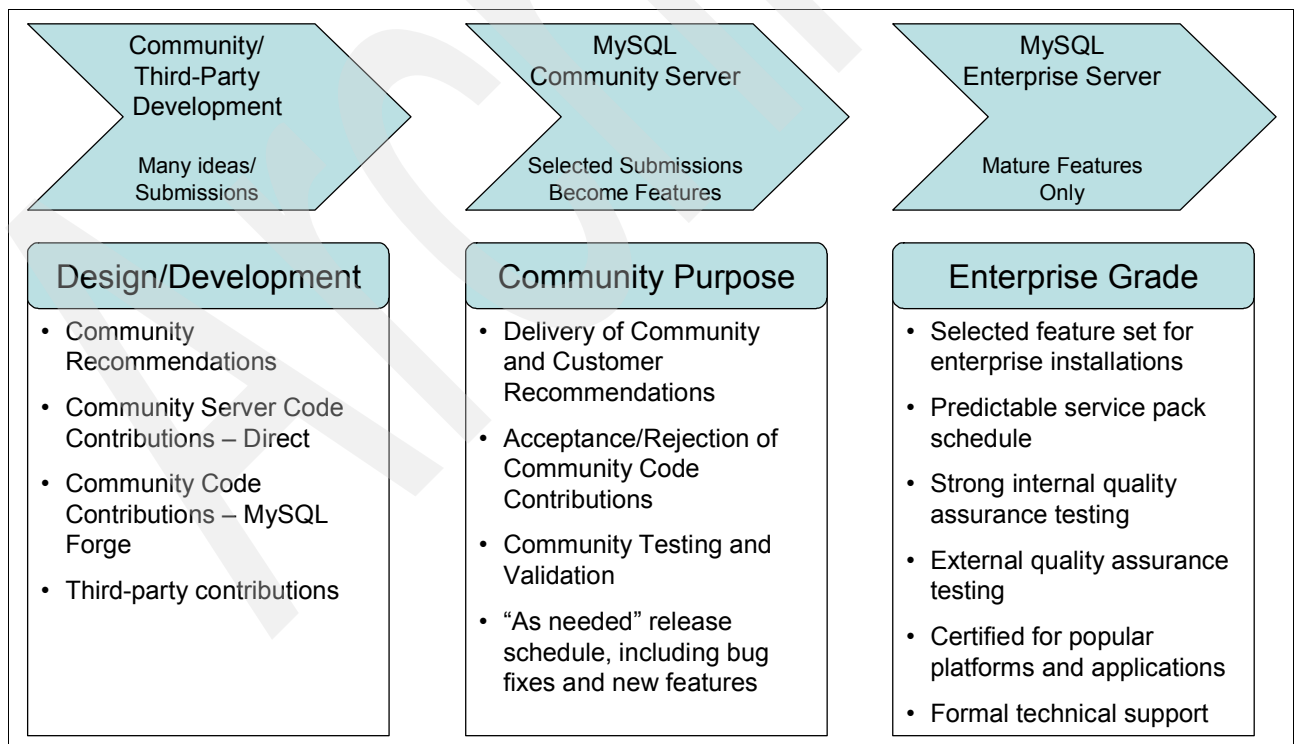 Community/
Third-Party
Development
Many ideas/
Submissions
MySQL
Community Server
Selected Submissions
Become Features
MySQL
Enterprise Server
Mature Features
Only
Design/Development
• Community
Recommendations
• Community Server Code
Contributions – Direct
• Community Code
Contributions – MySQL
Forge
• Third-party contributions
Community Purpose
• Delivery of Community
and Customer
Recommendations
• Acceptance/Rejection of
Community Code
Contributions
• Community Testing and
Validation
• “As needed” release
schedule, including bug
fixes and new features
Enterprise Grade
• Selected feature set for
enterprise installations
• Predictable service pack
schedule
• Strong internal quality
assurance testing
• External quality assurance
testing
• Certified for popular
platforms and applications
• Formal technical support